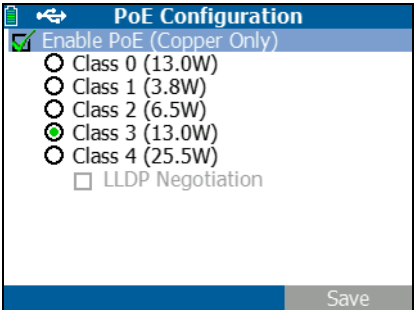 PoE Configuration
Enable PoE (Copper Only)
Class 0 (13.0W)
Class 1 (3.8W)
Class 2 (6.5W)
Class 3 (13.0W)
Class 4 (25.5W)
LLDP Negotiation
Save